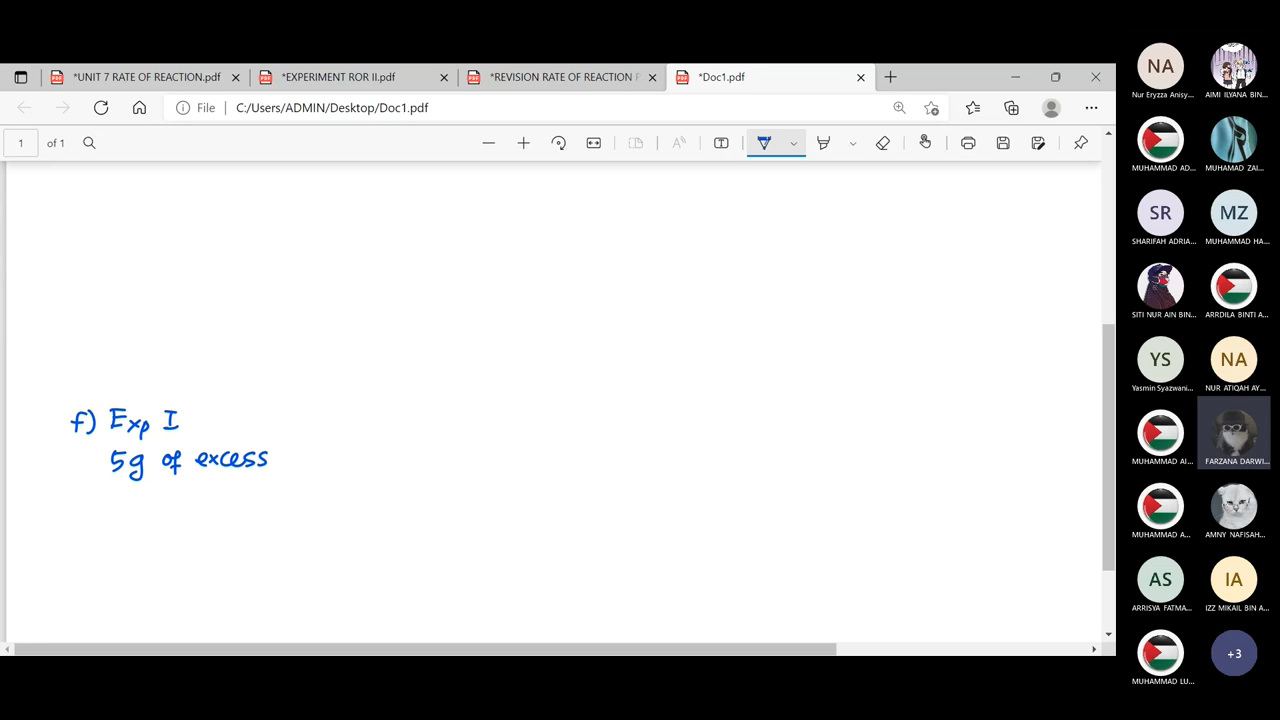 *UNIT 7 RATE OF REACTION.pdf
*EXPERIMENT ROR II.pdf
*REVISION RATE OF REACTION
*Doc1.pdf
File C:/Users/ADMIN/Desktop/Doc1.pdf
1 of 1
f) Exp I
5g of excess
NA
Nur Eryzza Anisy...
AIMI ILYANA BIN...
MUHAMMAD AD...
MUHAMAD ZAI...
SR
MZ
SHARIFAH ADRIA...
MUHAMMAD HA...
SITI NUR AIN BIN...
ARRDILA BINTI A...
YS
NA
Yasmin Syazwani...
NUR ATIQAH AY...
MUHAMMAD AI...
FARZANA DARWI...
MUHAMMAD A...
AMNY NAFISAH...
AS
IA
ARRISYA FATMA...
IZZ MIKAIL BIN A...
+3
MUHAMMAD LU...